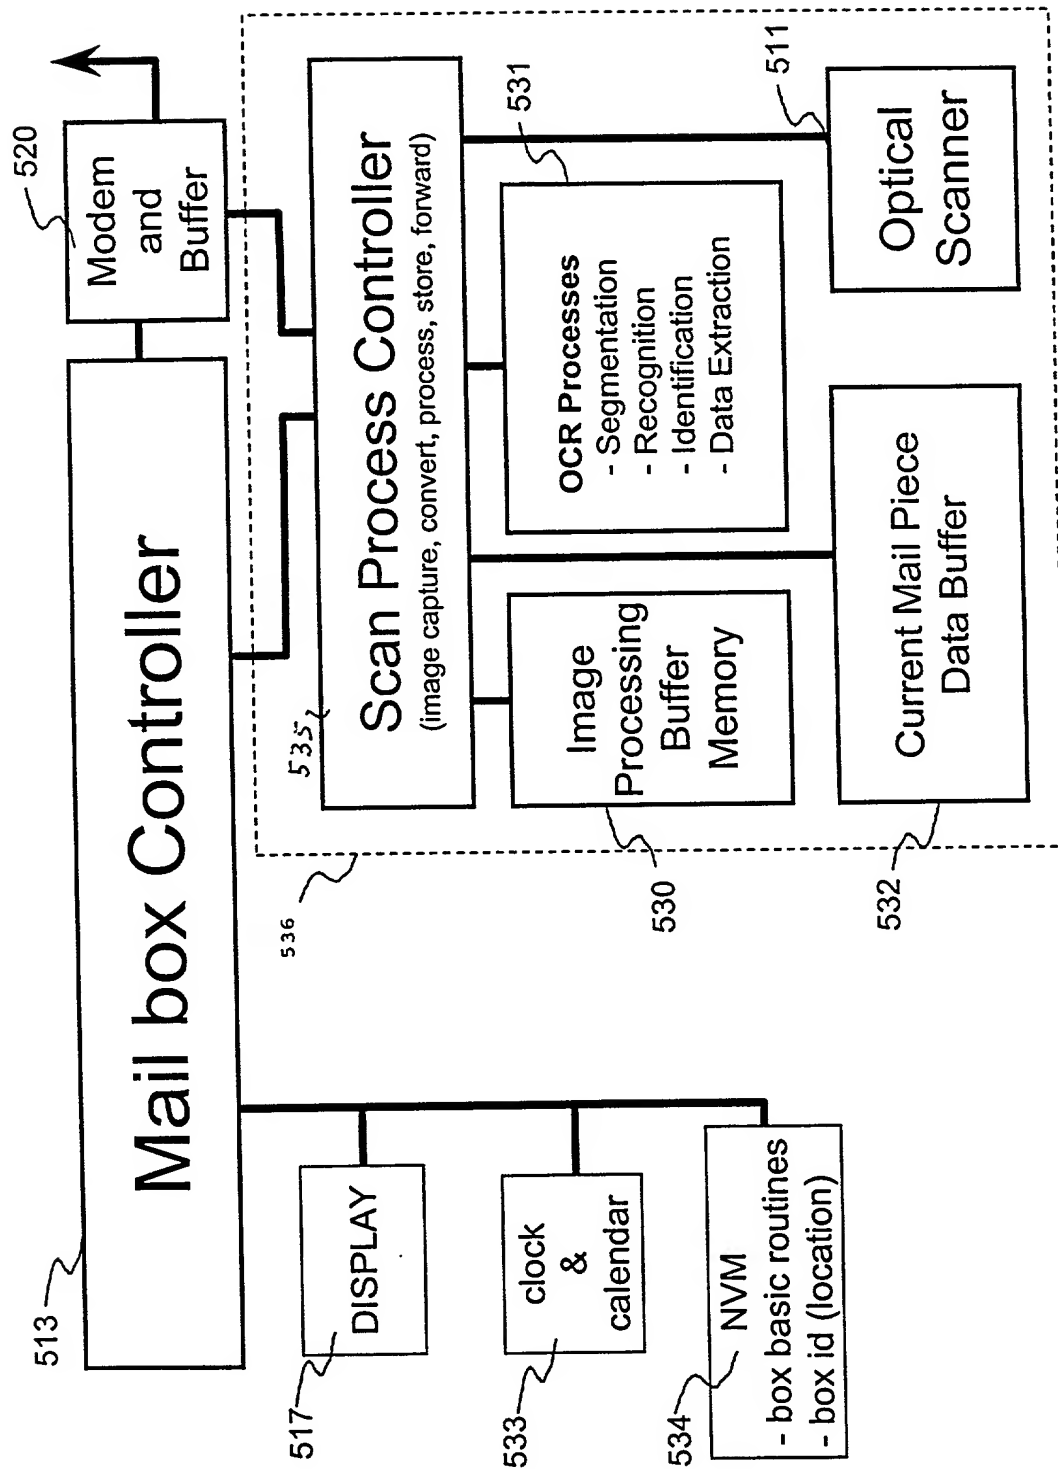 513
Mail box Controller
520
Modem
and
Buffer
517
DISPLAY
533
clock
&
calendar
534
NVM
- box basic routines
- box id (location)
536
535
Scan Process Controller
(image capture, convert, process, store, forward)
530
Image
Processing
Buffer
Memory
531
OCR Processes
- Segmentation
- Recognition
- Identification
- Data Extraction
532
Current Mail Piece
Data Buffer
511
Optical
Scanner